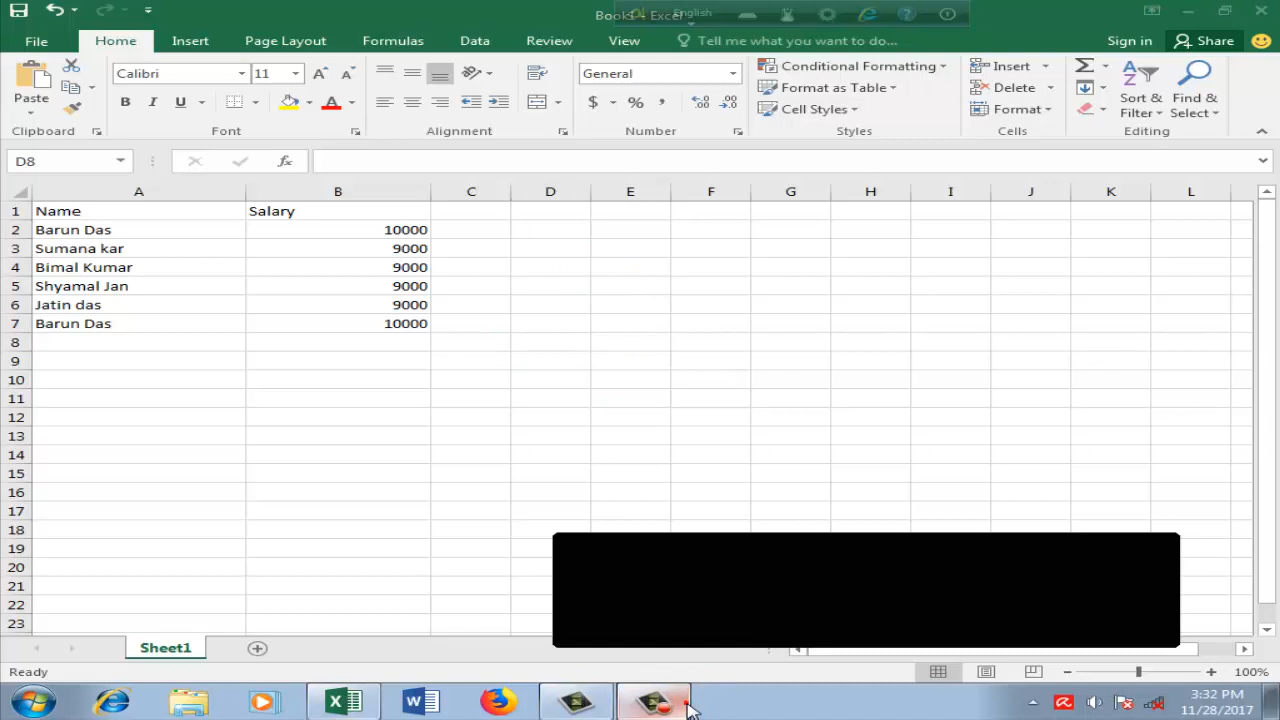 Book5 - Excel
English
File Home Insert Page Layout Formulas Data Review View Tell me what you want to do... Sign in Share
Calibri 11 General Conditional Formatting Insert
Paste B I U $ % , Format as Table Delete Sort & Find &
Cell Styles Format Filter Select
Clipboard Font Alignment Number Styles Cells Editing
D8 fx
A B C D E F G H I J K L
1 Name Salary
2 Barun Das 10000
3 Sumana kar 9000
4 Bimal Kumar 9000
5 Shyamal Jan 9000
6 Jatin das 9000
7 Barun Das 10000
8
9
10
11
12
13
14
15
16
17
18
19
20
21
22
23
Sheet1
Ready 100%
3:32 PM
11/28/2017